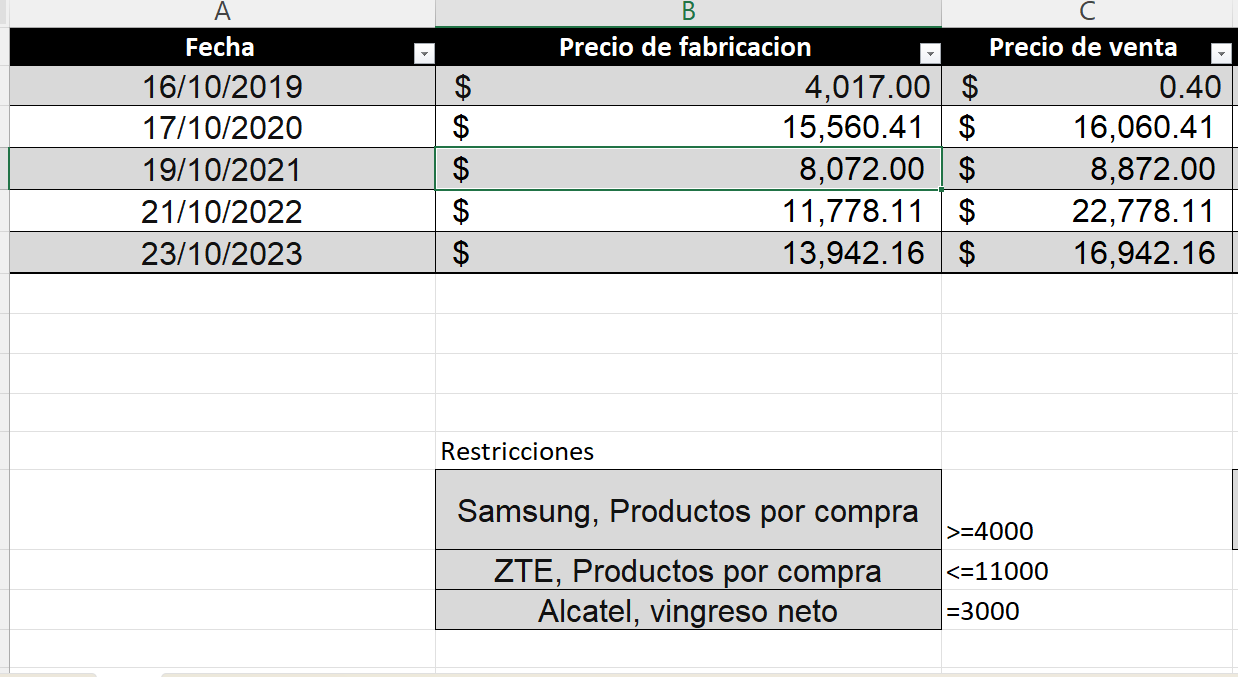 A B C
Fecha Precio de fabricacion Precio de venta
16/10/2019 $ 4,017.00 $ 0.40
17/10/2020 $ 15,560.41 $ 16,060.41
19/10/2021 $ 8,072.00 $ 8,872.00
21/10/2022 $ 11,778.11 $ 22,778.11
23/10/2023 $ 13,942.16 $ 16,942.16
Restricciones
Samsung, Productos por compra >=4000
ZTE, Productos por compra <=11000
Alcatel, vingreso neto =3000